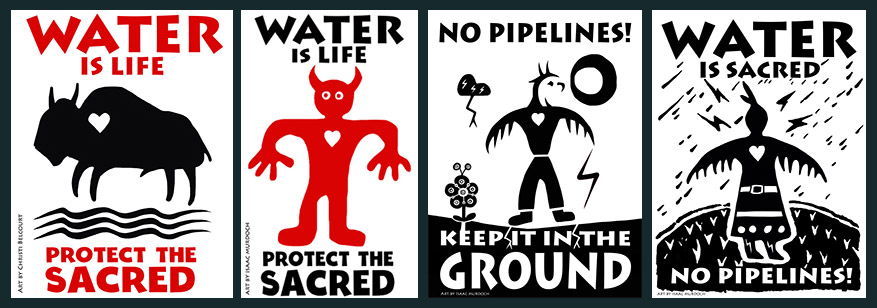 WATER
IS LIFE
PROTECT THE
SACRED
ART BY CHRISTI BELCOURT
WATER
IS LIFE
PROTECT THE
SACRED
ART BY ISAAC MURDOCH
NO PIPELINES!
KEEP IT IN THE
GROUND
ART BY ISAAC MURDOCH
WATER
IS SACRED
NO PIPELINES!
ART BY ISAAC MURDOCH